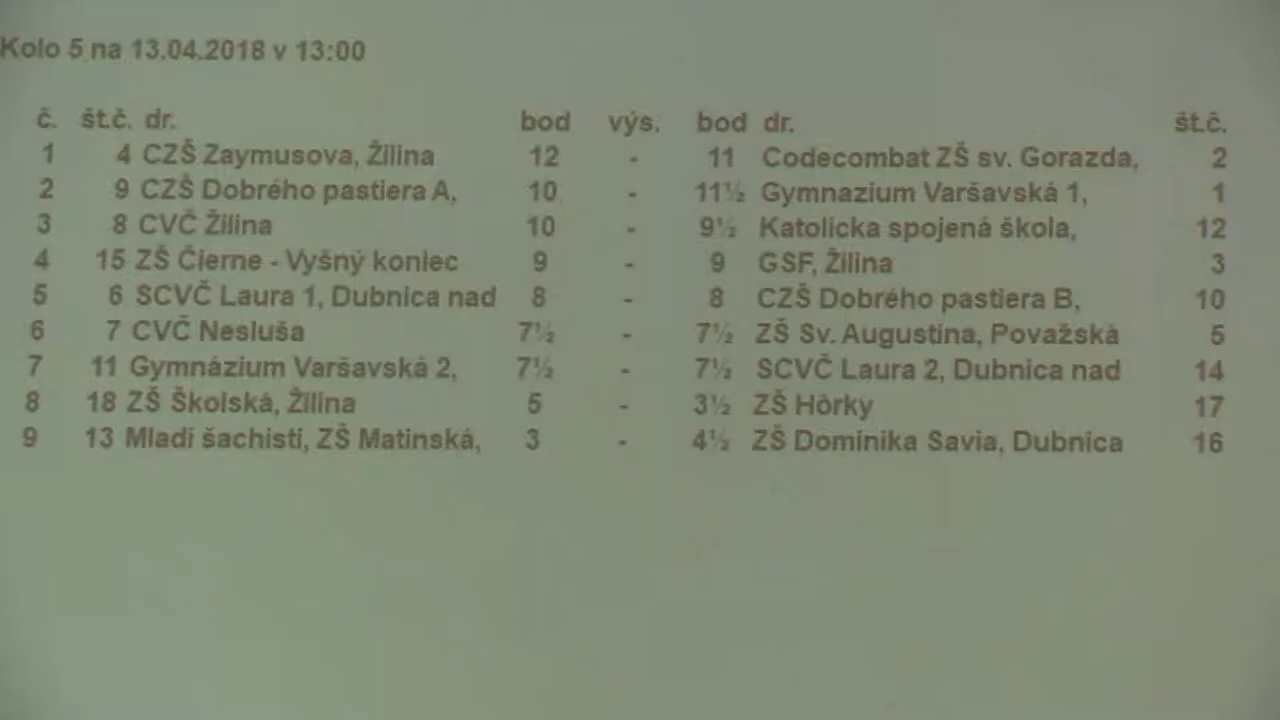 Kolo 5 na 13.04.2018 v 13:00
č. št.č. dr. bod výs. bod dr. št.č.
1 4 CZŠ Zaymusova, Žilina 12 - 11 Codecombat ZŠ sv. Gorazda, 2
2 9 CZŠ Dobrého pastiera A, 10 - 11½ Gymnazium Varšavská 1, 1
3 8 CVČ Žilina 10 - 9½ Katolícka spojená škola, 12
4 15 ZŠ Čierne - Vyšný koniec 9 - 9 GSF, Žilina 3
5 6 SCVČ Laura 1, Dubnica nad 8 - 8 CZŠ Dobrého pastiera B, 10
6 7 CVČ Nesluša 7½ - 7½ ZŠ Sv. Augustína, Považská 5
7 11 Gymnázium Varšavská 2, 7½ - 7½ SCVČ Laura 2, Dubnica nad 14
8 18 ZŠ Školská, Žilina 5 - 3½ ZŠ Hôrky 17
9 13 Mladí šachisti, ZŠ Matinská, 3 - 4½ ZŠ Dominika Savia, Dubnica 16